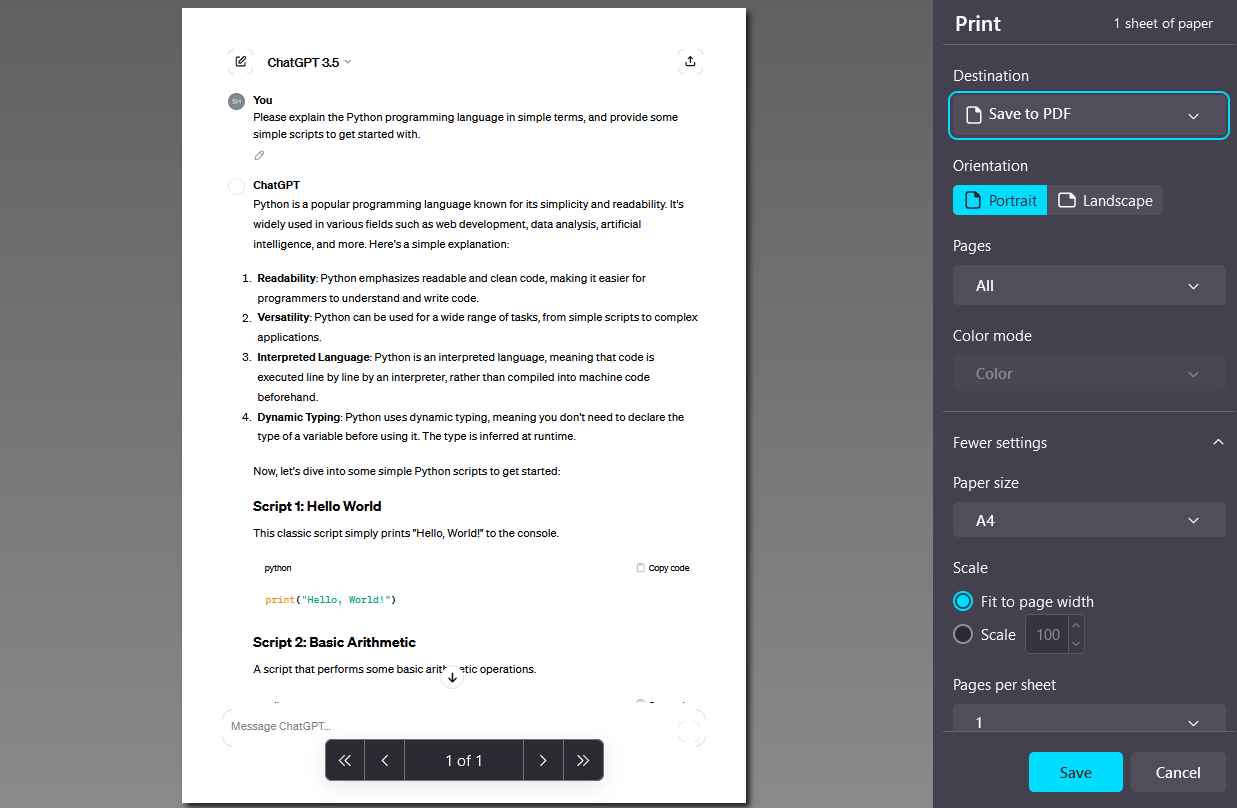 ChatGPT 3.5
SH
You
Please explain the Python programming language in simple terms, and provide some
simple scripts to get started with.
ChatGPT
Python is a popular programming language known for its simplicity and readability. It's
widely used in various fields such as web development, data analysis, artificial
intelligence, and more. Here's a simple explanation:
1. Readability: Python emphasizes readable and clean code, making it easier for
programmers to understand and write code.
2. Versatility: Python can be used for a wide range of tasks, from simple scripts to complex
applications.
3. Interpreted Language: Python is an interpreted language, meaning that code is
executed line by line by an interpreter, rather than compiled into machine code
beforehand.
4. Dynamic Typing: Python uses dynamic typing, meaning you don't need to declare the
type of a variable before using it. The type is inferred at runtime.
Now, let's dive into some simple Python scripts to get started:
Script 1: Hello World
This classic script simply prints "Hello, World!" to the console.
python
Copy code
print("Hello, World!")
Script 2: Basic Arithmetic
A script that performs some basic arithmetic operations.
Message ChatGPT...
1 of 1
Print
1 sheet of paper
Destination
Save to PDF
Orientation
Portrait
Landscape
Pages
All
Color mode
Color
Fewer settings
Paper size
A4
Scale
Fit to page width
Scale
100
Pages per sheet
1
Save
Cancel